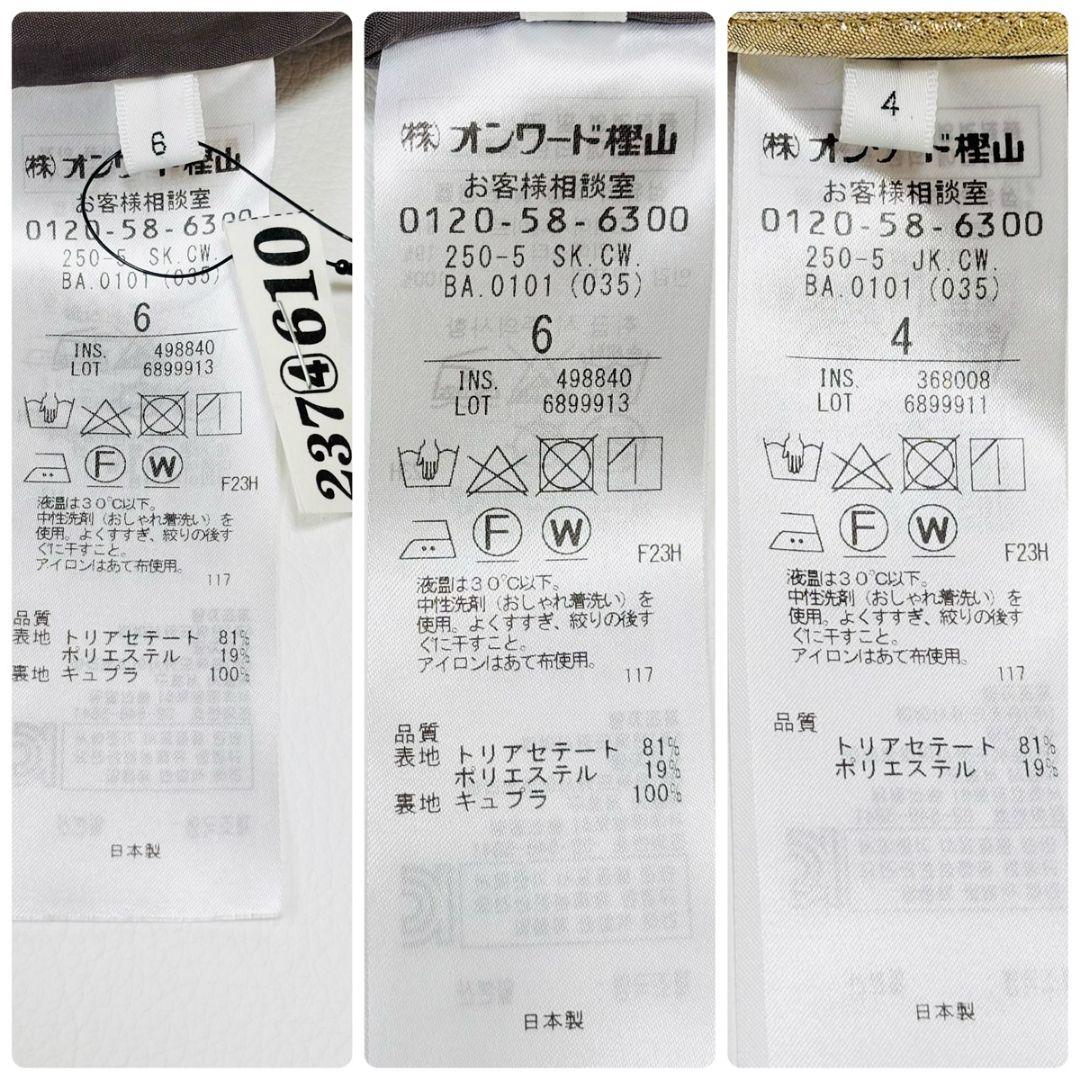 6
(株)オンワード樫山
お客様相談室
0120-58-6300
250-5 SK.CW.
BA.0101(035)
6
INS. 498840
LOT 6899913
F
W
F23H
液温は30℃以下。
中性洗剤(おしゃれ着洗い)を
使用。よくすすぎ、絞りの後す
ぐに干すこと。
アイロンはあて布使用。
117
品質
表地 トリアセテート 81%
ポリエステル 19%
裏地 キュプラ 100%
日本製
2374610
(株)オンワード樫山
お客様相談室
0120-58-6300
250-5 SK.CW.
BA.0101(035)
6
INS. 498840
LOT 6899913
F
W
F23H
液温は30℃以下。
中性洗剤(おしゃれ着洗い)を
使用。よくすすぎ、絞りの後す
ぐに干すこと。
アイロンはあて布使用。
117
品質
表地 トリアセテート 81%
ポリエステル 19%
裏地 キュプラ 100%
日本製
4
(株)オンワード樫山
お客様相談室
0120-58-6300
250-5 JK.CW.
BA.0101(035)
4
INS. 368008
LOT 6899911
F
W
F23H
液温は30℃以下。
中性洗剤(おしゃれ着洗い)を
使用。よくすすぎ、絞りの後す
ぐに干すこと。
アイロンはあて布使用。
117
品質
トリアセテート 81%
ポリエステル 19%
日本製